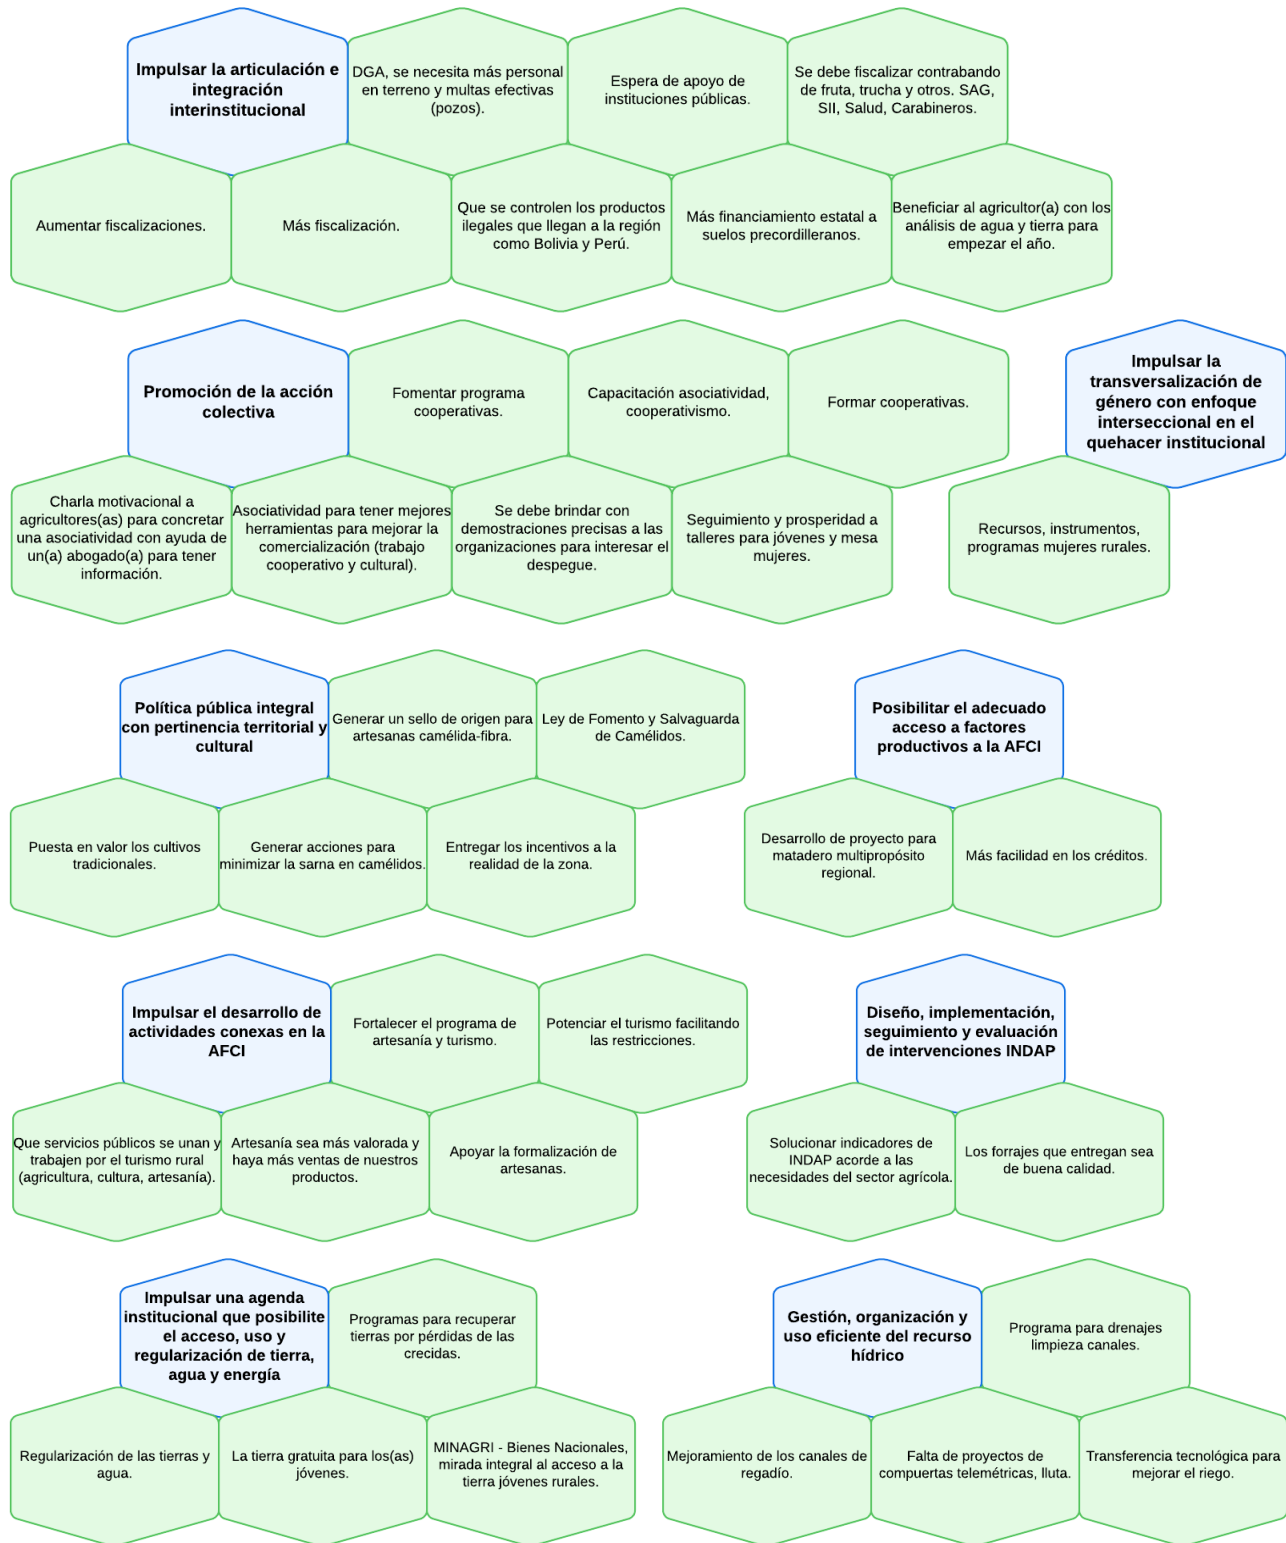 Impulsar la articulación e
integración
interinstitucional
DGA, se necesita más personal
en terreno y multas efectivas
(pozos).
Espera de apoyo de
instituciones públicas.
Se debe fiscalizar contrabando
de fruta, trucha y otros. SAG,
SII, Salud, Carabineros.
Aumentar fiscalizaciones.
Más fiscalización.
Que se controlen los productos
ilegales que llegan a la región
como Bolivia y Perú.
Más financiamiento estatal a
suelos precordilleranos.
Beneficiar al agricultor(a) con los
análisis de agua y tierra para
empezar el año.
Promoción de la acción
colectiva
Fomentar programa
cooperativas.
Capacitación asociatividad,
cooperativismo.
Formar cooperativas.
Impulsar la
transversalización de
género con enfoque
interseccional en el
quehacer institucional
Charla motivacional a
agricultores(as) para concretar
una asociatividad con ayuda de
un(a) abogado(a) para tener
información.
Asociatividad para tener mejores
herramientas para mejorar la
comercialización (trabajo
cooperativo y cultural).
Se debe brindar con
demostraciones precisas a las
organizaciones para interesar el
despegue.
Seguimiento y prosperidad a
talleres para jóvenes y mesa
mujeres.
Recursos, instrumentos,
programas mujeres rurales.
Política pública integral
con pertinencia territorial y
cultural
Generar un sello de origen para
artesanas camélida-fibra.
Ley de Fomento y Salvaguarda
de Camélidos.
Posibilitar el adecuado
acceso a factores
productivos a la AFCI
Puesta en valor los cultivos
tradicionales.
Generar acciones para
minimizar la sarna en camélidos.
Entregar los incentivos a la
realidad de la zona.
Desarrollo de proyecto para
matadero multipropósito
regional.
Más facilidad en los créditos.
Impulsar el desarrollo de
actividades conexas en la
AFCI
Fortalecer el programa de
artesanía y turismo.
Potenciar el turismo facilitando
las restricciones.
Diseño, implementación,
seguimiento y evaluación
de intervenciones INDAP
Que servicios públicos se unan y
trabajen por el turismo rural
(agricultura, cultura, artesanía).
Artesanía sea más valorada y
haya más ventas de nuestros
productos.
Apoyar la formalización de
artesanas.
Solucionar indicadores de
INDAP acorde a las
necesidades del sector agrícola.
Los forrajes que entregan sea
de buena calidad.
Impulsar una agenda
institucional que posibilite
el acceso, uso y
regularización de tierra,
agua y energía
Programas para recuperar
tierras por pérdidas de las
crecidas.
Gestión, organización y
uso eficiente del recurso
hídrico
Programa para drenajes
limpieza canales.
Regularización de las tierras y
agua.
La tierra gratuita para los(as)
jóvenes.
MINAGRI - Bienes Nacionales,
mirada integral al acceso a la
tierra jóvenes rurales.
Mejoramiento de los canales de
regadío.
Falta de proyectos de
compuertas telemétricas, lluta.
Transferencia tecnológica para
mejorar el riego.